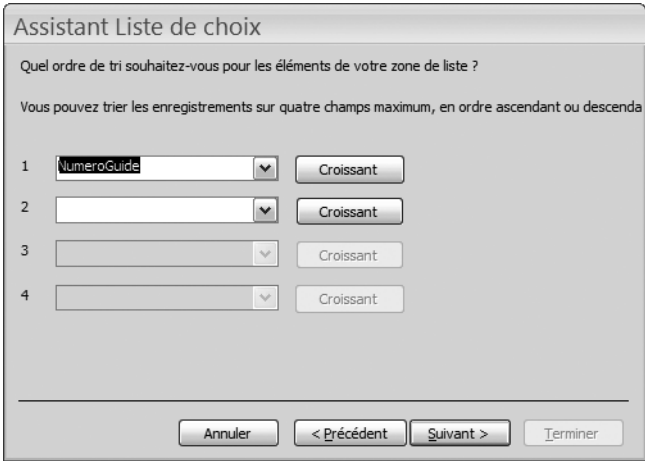 Assistant Liste de choix
Quel ordre de tri souhaitez-vous pour les éléments de votre zone de liste ?
Vous pouvez trier les enregistrements sur quatre champs maximum, en ordre ascendant ou descenda
1 NumeroGuide Croissant
2 Croissant
3 Croissant
4 Croissant
Annuler < Précédent Suivant > Terminer